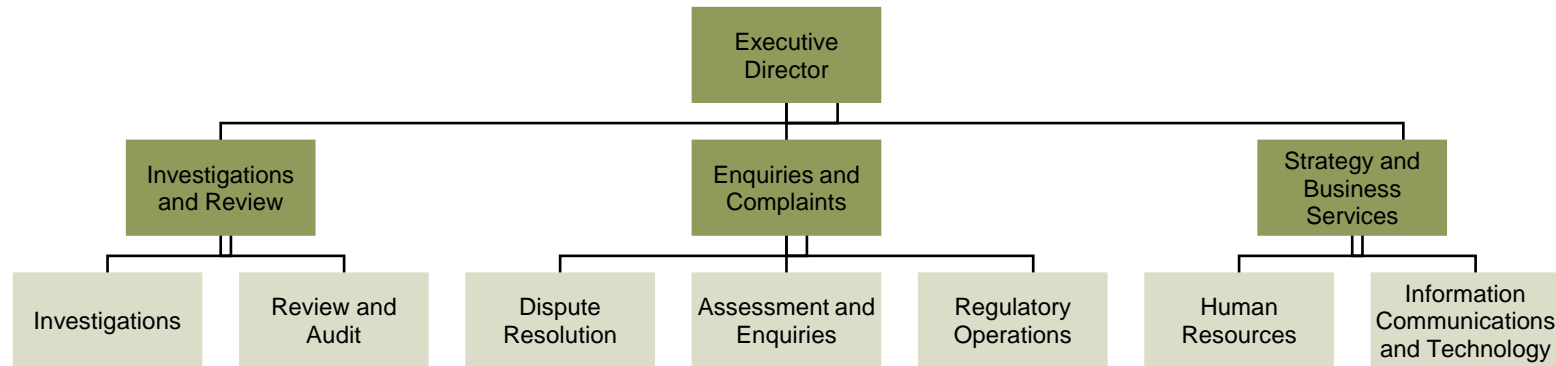 Executive
Director
Investigations
and Review
Enquiries and
Complaints
Strategy and
Business
Services
Investigations
Review and
Audit
Dispute
Resolution
Assessment and
Enquiries
Regulatory
Operations
Human
Resources
Information
Communications
and Technology